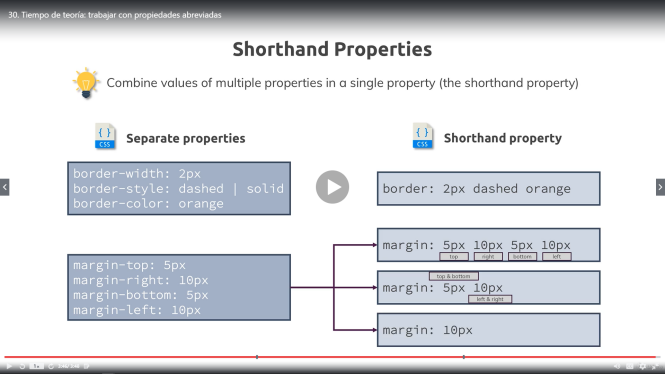 30. Tiempo de teoría: trabajar con propiedades abreviadas
Shorthand Properties
Combine values of multiple properties in a single property (the shorthand property)
{ }
CSS
Separate properties
{ }
CSS
Shorthand property
border-width: 2px
border-style: dashed | solid
border-color: orange
border: 2px dashed orange
margin-top: 5px
margin-right: 10px
margin-bottom: 5px
margin-left: 10px
margin: 5px 10px 5px 10px
top right bottom left
top & bottom
margin: 5px 10px
left & right
margin: 10px